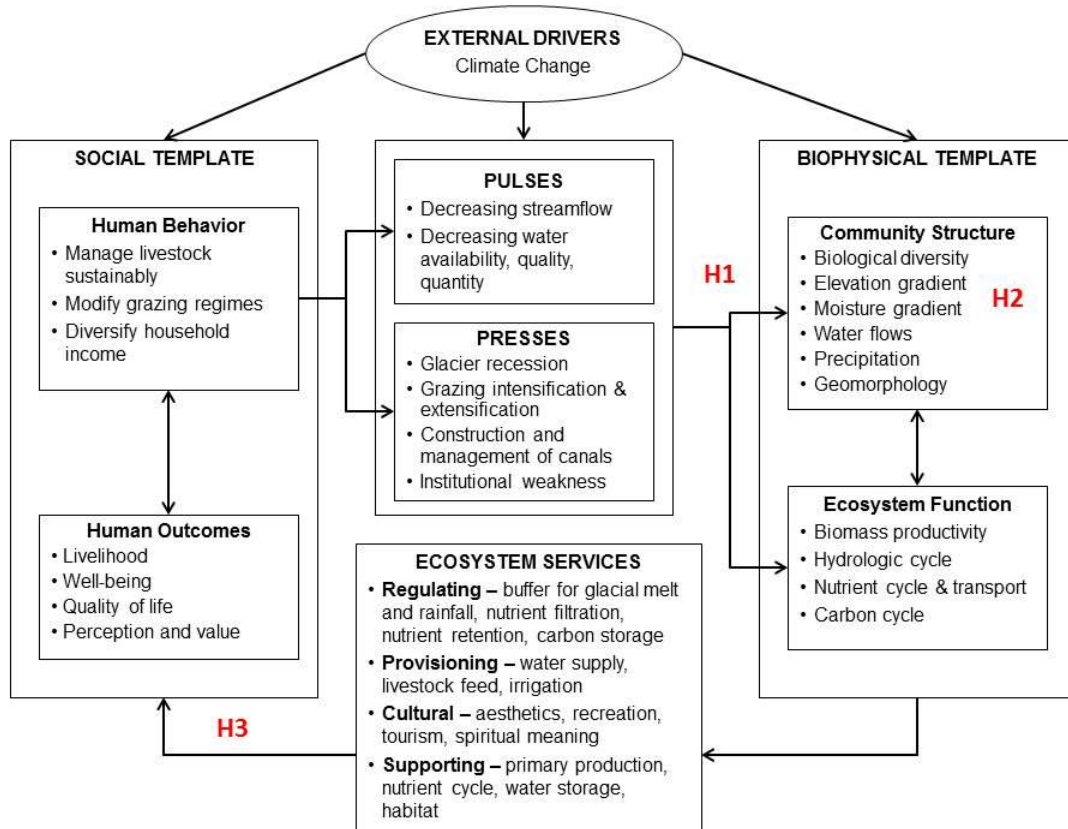 EXTERNAL DRIVERS
Climate Change
SOCIAL TEMPLATE
Human Behavior
• Manage livestock
sustainably
• Modify grazing regimes
• Diversify household
income
Human Outcomes
• Livelihood
• Well-being
• Quality of life
• Perception and value
PULSES
• Decreasing streamflow
• Decreasing water
availability, quality,
quantity
PRESSES
• Glacier recession
• Grazing intensification &
extensification
• Construction and
management of canals
• Institutional weakness
H1
BIOPHYSICAL TEMPLATE
Community Structure
• Biological diversity
• Elevation gradient
• Moisture gradient
• Water flows
• Precipitation
• Geomorphology
H2
Ecosystem Function
• Biomass productivity
• Hydrologic cycle
• Nutrient cycle & transport
• Carbon cycle
ECOSYSTEM SERVICES
• Regulating – buffer for glacial melt
and rainfall, nutrient filtration,
nutrient retention, carbon storage
• Provisioning – water supply,
livestock feed, irrigation
• Cultural – aesthetics, recreation,
tourism, spiritual meaning
• Supporting – primary production,
nutrient cycle, water storage,
habitat
H3